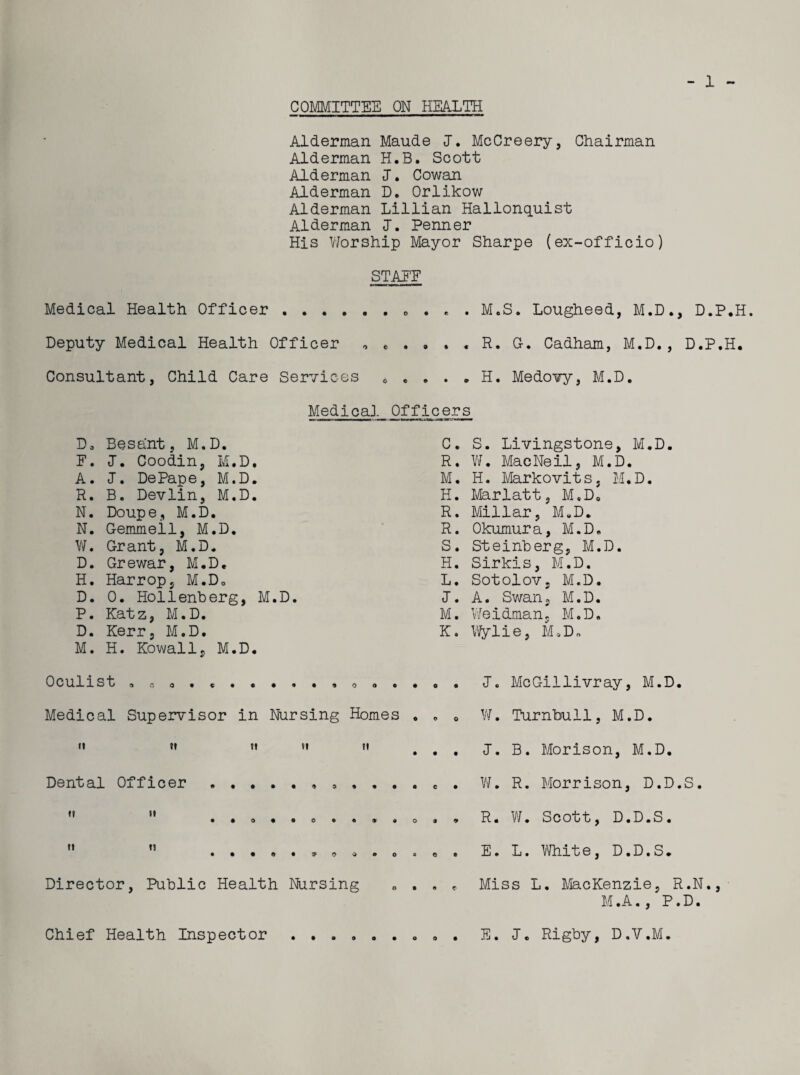 - 1 -
COMMITTEE ON HEALTH
Alderman Maude J. McCreery, Chairman
Alderman H.B. Scott
Alderman J. Cowan
Alderman D. Orlikow
Alderman Lillian Hallonquist
Alderman J. Penner
His Worship Mayor Sharpe (ex-officio)
STAFF
Medical Health Officer . . . . . . . . . . M.S. Lougheed, M.D., D.P.H.
Deputy Medical Health Officer . . . . . . R. G. Cadham, M.D., D.P.H.
Consultant, Child Care Services . . . . . H. Medovy, M.D.
Medical Officers
D. Besant, M.D.
F. J. Coodin, M.D.
A. J. DePape, M.D.
R. B. Devlin, M.D.
N. Doupe, M.D.
N. Gemmell, M.D.
W. Grant, M.D.
D. Grewar, M.D.
H. Harrop, M.D.
D. O. Hollenberg, M.D.
P. Katz, M.D.
D. Kerr, M.D.
M. H. Kowall, M.D.
C. S. Livingstone, M.D.
R. W. MacNeil, M.D.
M. H. Markovits, M.D.
H. Marlatt, M.D.
R. Millar, M.D.
R. Okumura, M.D.
S. Steinberg, M.D.
H. Sirkis, M.D.
L. Sotolov, M.D.
J. A. Swan, M.D.
M. Weidman, M.D.
K. Wylie, M.D.
Oculist . . . . . . . . . . . . . . . . . J. McGillivray, M.D.
Medical Supervisor in Nursing Homes . . . W. Turnbull, M.D.
" " " " " . . . J. B. Morison, M.D.
Dental Officer . . . . . . . . . . . . . W. R. Morrison, D.D.S.
" " . . . . . . . . . . . . . R. W. Scott, D.D.S.
" " . . . . . . . . . . . . . E. L. White, D.D.S.
Director, Public Health Nursing . . . . Miss L. MacKenzie, R.N.,
M.A., P.D.
Chief Health Inspector . . . . . . . . . E. J. Rigby, D.V.M.